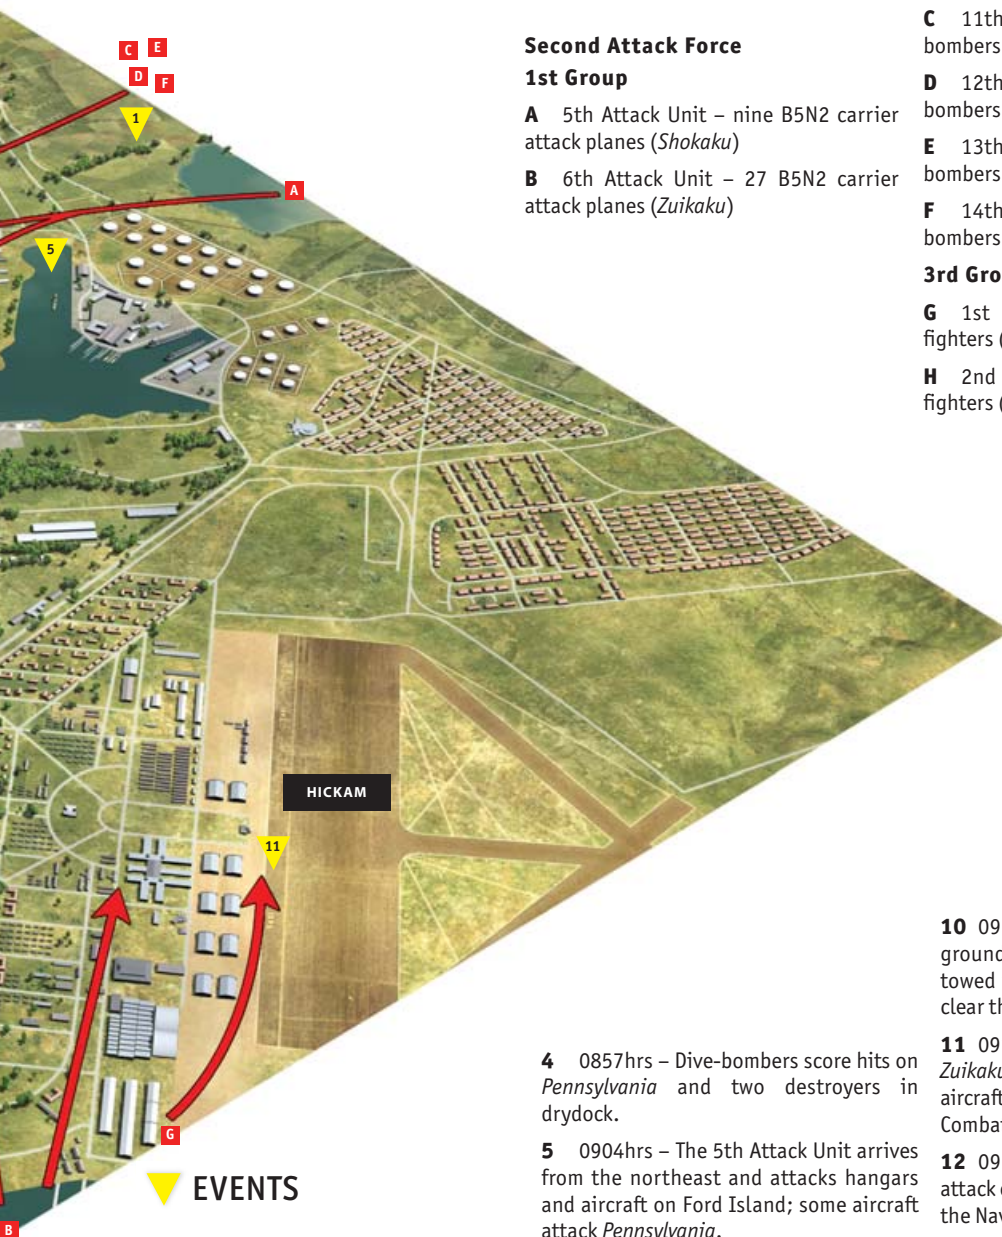 C
E
D
F
1
A
5
HICKAM
11
G
B
EVENTS
Second Attack Force
1st Group
A 5th Attack Unit – nine B5N2 carrier
attack planes (Shokaku)
B 6th Attack Unit – 27 B5N2 carrier
attack planes (Zuikaku)
4 0857hrs – Dive-bombers score hits on
Pennsylvania and two destroyers in
drydock.
5 0904hrs – The 5th Attack Unit arrives
from the northeast and attacks hangars
and aircraft on Ford Island; some aircraft
attack Pennsylvania.
C 11th
bombers
D 12th
bombers
E 13th
bombers
F 14th
bombers
3rd Gro
G 1st
fighters (
H 2nd
fighters (
10 09
ground
towed
clear th
11 09
Zuikaku
aircraft
Combat
12 09
attack
the Nav